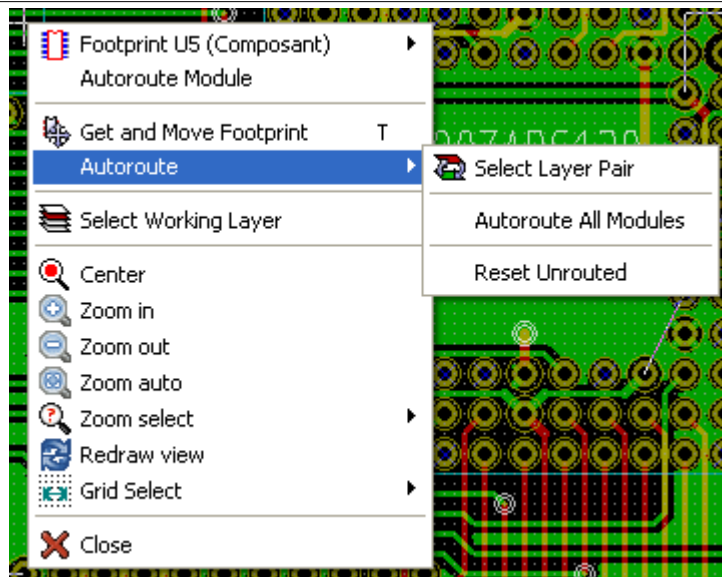 Footprint U5 (Composant)
Autoroute Module
Get and Move Footprint T
Autoroute
Select Layer Pair
Select Working Layer
Autoroute All Modules
Center
Reset Unrouted
Zoom in
Zoom out
Zoom auto
Zoom select
Redraw view
Grid Select
Close